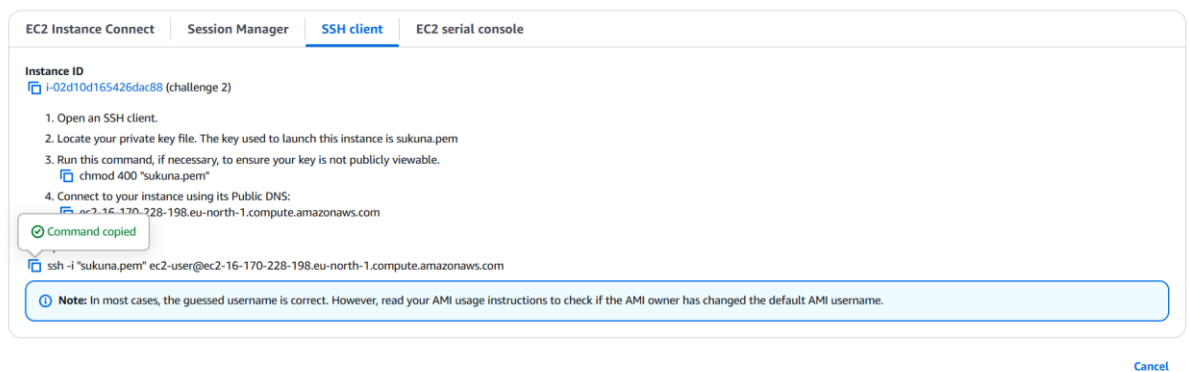 EC2 Instance Connect Session Manager SSH client EC2 serial console
Instance ID
i-02d10d165426dac88 (challenge 2)
1. Open an SSH client.
2. Locate your private key file. The key used to launch this instance is sukuna.pem
3. Run this command, if necessary, to ensure your key is not publicly viewable.
chmod 400 "sukuna.pem"
4. Connect to your instance using its Public DNS:
ec2-16-170-228-198.eu-north-1.compute.amazonaws.com
Command copied
ssh -i "sukuna.pem" ec2-user@ec2-16-170-228-198.eu-north-1.compute.amazonaws.com
Note: In most cases, the guessed username is correct. However, read your AMI usage instructions to check if the AMI owner has changed the default AMI username.
Cancel